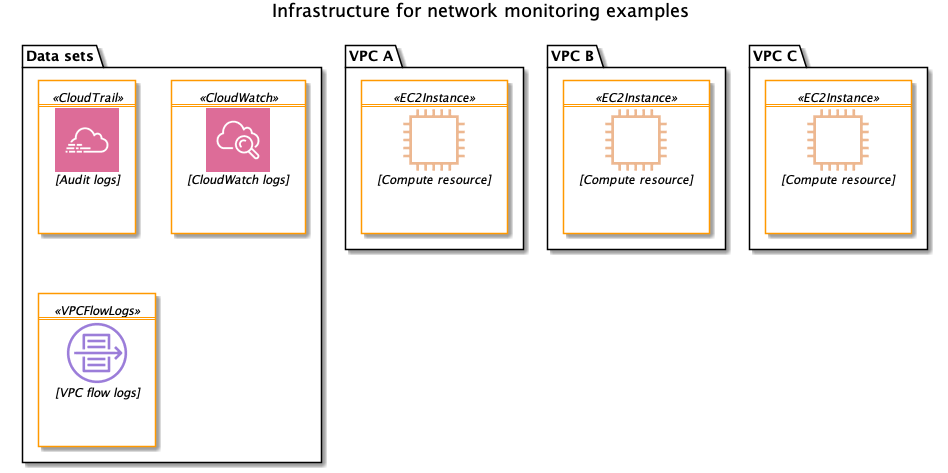 Infrastructure for network monitoring examples
Data sets
«CloudTrail»
[Audit logs]
«CloudWatch»
[CloudWatch logs]
«VPCFlowLogs»
[VPC flow logs]
VPC A
«EC2Instance»
[Compute resource]
VPC B
«EC2Instance»
[Compute resource]
VPC C
«EC2Instance»
[Compute resource]